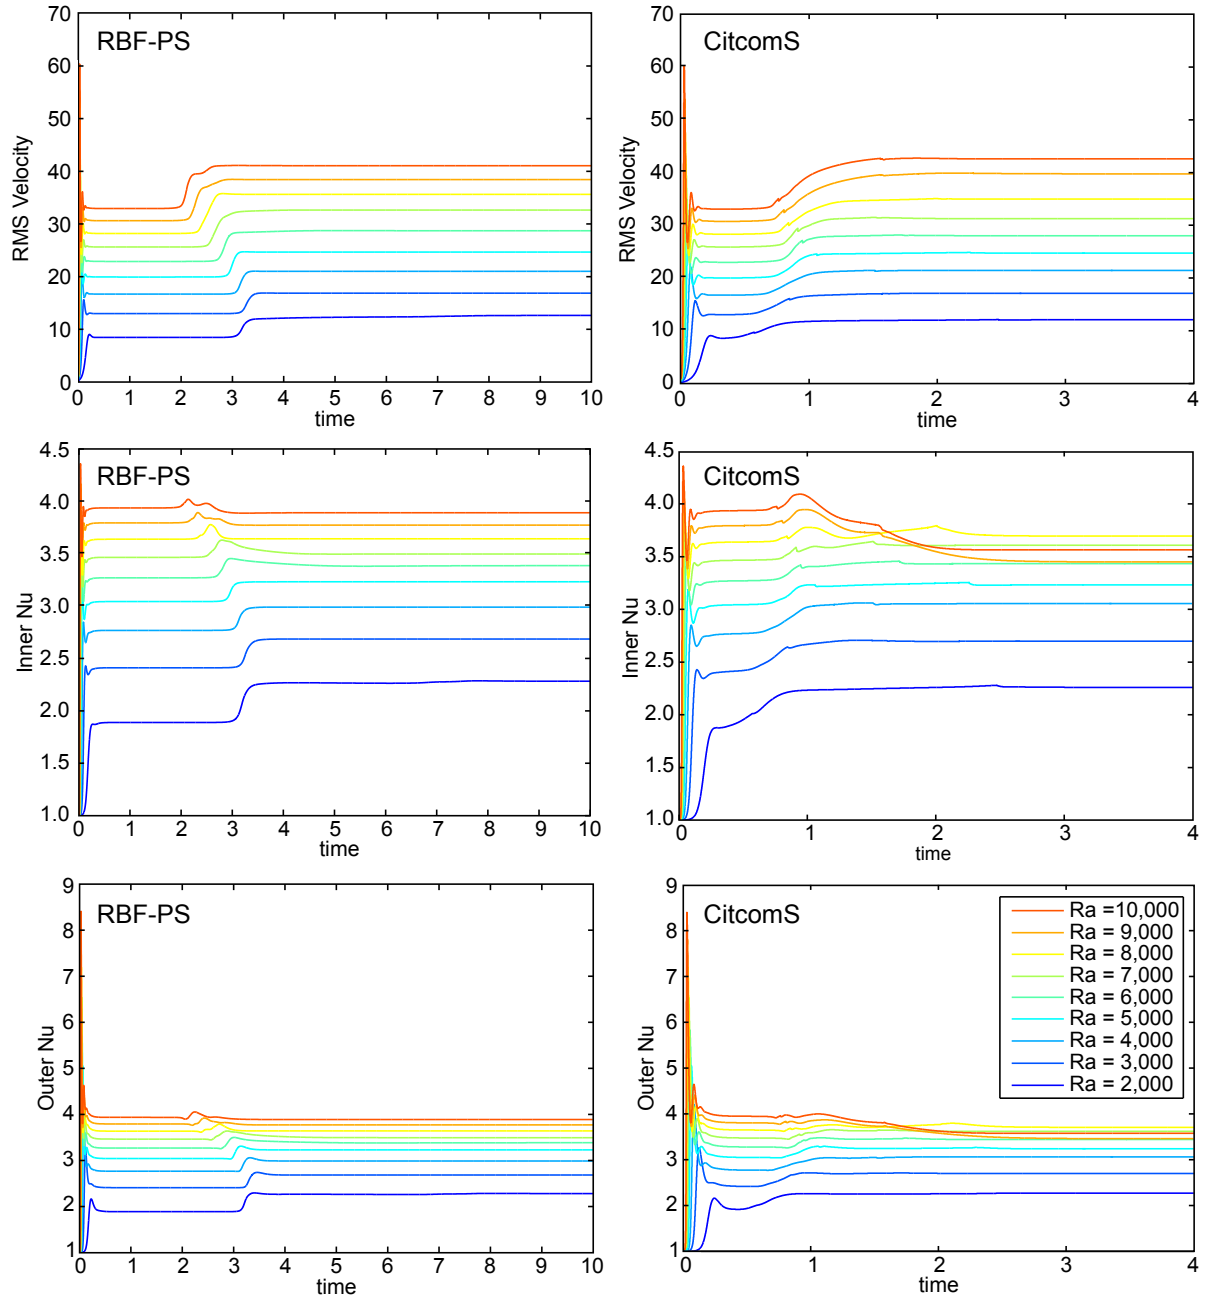 RBF-PS
RMS Velocity
70
60
50
40
30
20
10
0
0 1 2 3 4 5 6 7 8 9 10
time
CitcomS
RMS Velocity
70
60
50
40
30
20
10
0
0 1 2 3 4
time
RBF-PS
Inner Nu
4.5
4.0
3.5
3.0
2.5
2.0
1.5
1.0
0 1 2 3 4 5 6 7 8 9 10
time
CitcomS
Inner Nu
4.5
4.0
3.5
3.0
2.5
2.0
1.5
1.0
0 1 2 3 4
time
RBF-PS
Outer Nu
9
8
7
6
5
4
3
2
1
0 1 2 3 4 5 6 7 8 9 10
time
CitcomS
Outer Nu
9
8
7
6
5
4
3
2
1
0 1 2 3 4
time
Ra =10,000
Ra = 9,000
Ra = 8,000
Ra = 7,000
Ra = 6,000
Ra = 5,000
Ra = 4,000
Ra = 3,000
Ra = 2,000